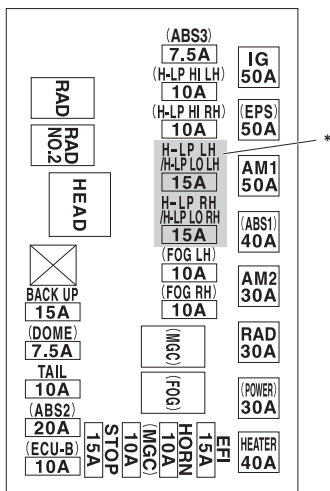 (ABS3)
7.5A
(H-LP HI LH)
10A
(H-LP HI RH)
10A
H-LP LH
/H-LP LO LH
15A
H-LP RH
/H-LP LO RH
15A
(FOG LH)
10A
(FOG RH)
10A
(MGC)
(FOG)
IG
50A
(EPS)
50A
AM1
50A
(ABS1)
40A
AM2
30A
RAD
30A
(POWER)
30A
HEATER
40A
*
RAD
RAD
NO.2
HEAD
BACK UP
15A
(DOME)
7.5A
TAIL
10A
(ABS2)
20A
(ECU-B)
10A
STOP
15A
(MGC)
10A
HORN
10A
EFI
15A